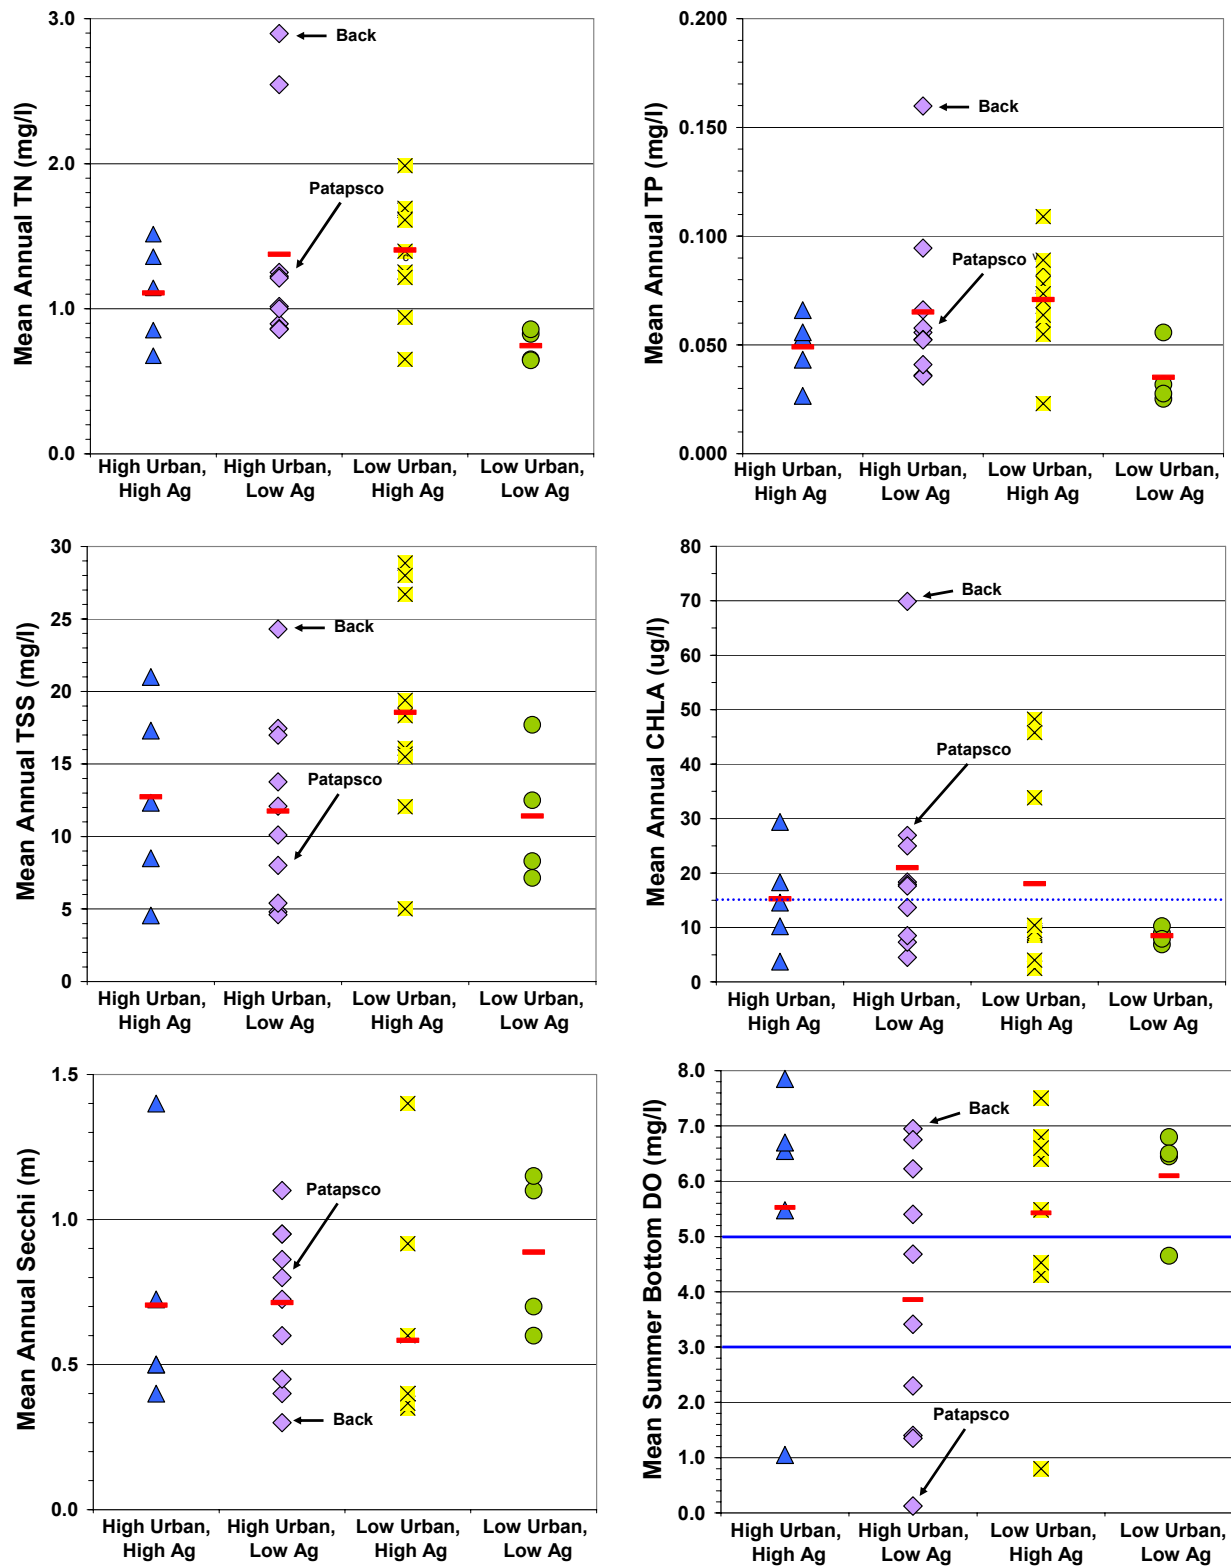 Mean Annual TN (mg/l)
3.0
2.0
1.0
0.0
Back
Patapsco
High Urban, High Urban, Low Urban, Low Urban,
High Ag Low Ag High Ag Low Ag
Mean Annual TP (mg/l)
0.200
0.150
0.100
0.050
0.000
Back
Patapsco
High Urban, High Urban, Low Urban, Low Urban,
High Ag Low Ag High Ag Low Ag
Mean Annual TSS (mg/l)
30
25
20
15
10
5
0
Back
Patapsco
High Urban, High Urban, Low Urban, Low Urban,
High Ag Low Ag High Ag Low Ag
Mean Annual CHLA (ug/l)
80
70
60
50
40
30
20
10
0
Back
Patapsco
High Urban, High Urban, Low Urban, Low Urban,
High Ag Low Ag High Ag Low Ag
Mean Annual Secchi (m)
1.5
1.0
0.5
0.0
Patapsco
Back
High Urban, High Urban, Low Urban, Low Urban,
High Ag Low Ag High Ag Low Ag
Mean Summer Bottom DO (mg/l)
8.0
7.0
6.0
5.0
4.0
3.0
2.0
1.0
0.0
Back
Patapsco
High Urban, High Urban, Low Urban, Low Urban,
High Ag Low Ag High Ag Low Ag